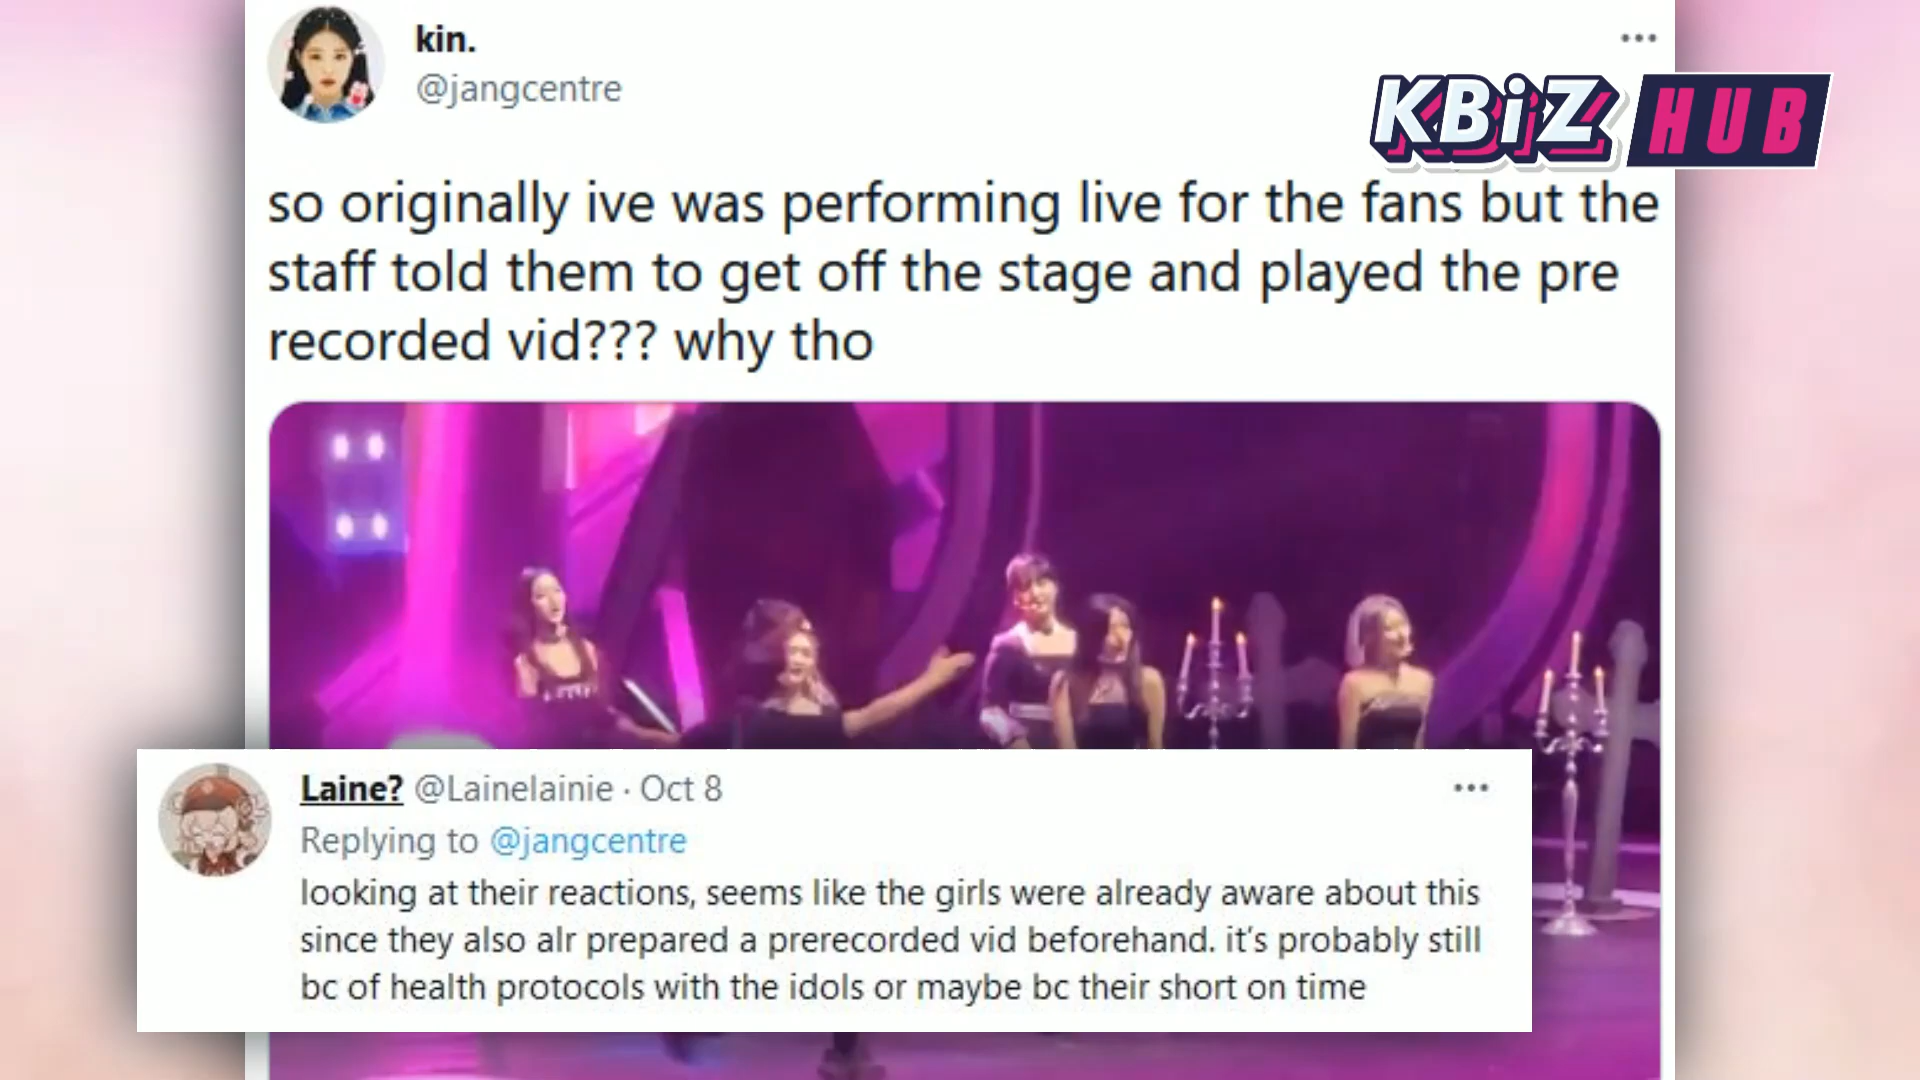 kin.
@jangcentre
KBiZ HUB
so originally ive was performing live for the fans but the
staff told them to get off the stage and played the pre
recorded vid??? why tho
Laine? @Lainelainie · Oct 8
Replying to @jangcentre
looking at their reactions, seems like the girls were already aware about this
since they also alr prepared a prerecorded vid beforehand. it's probably still
bc of health protocols with the idols or maybe bc their short on time